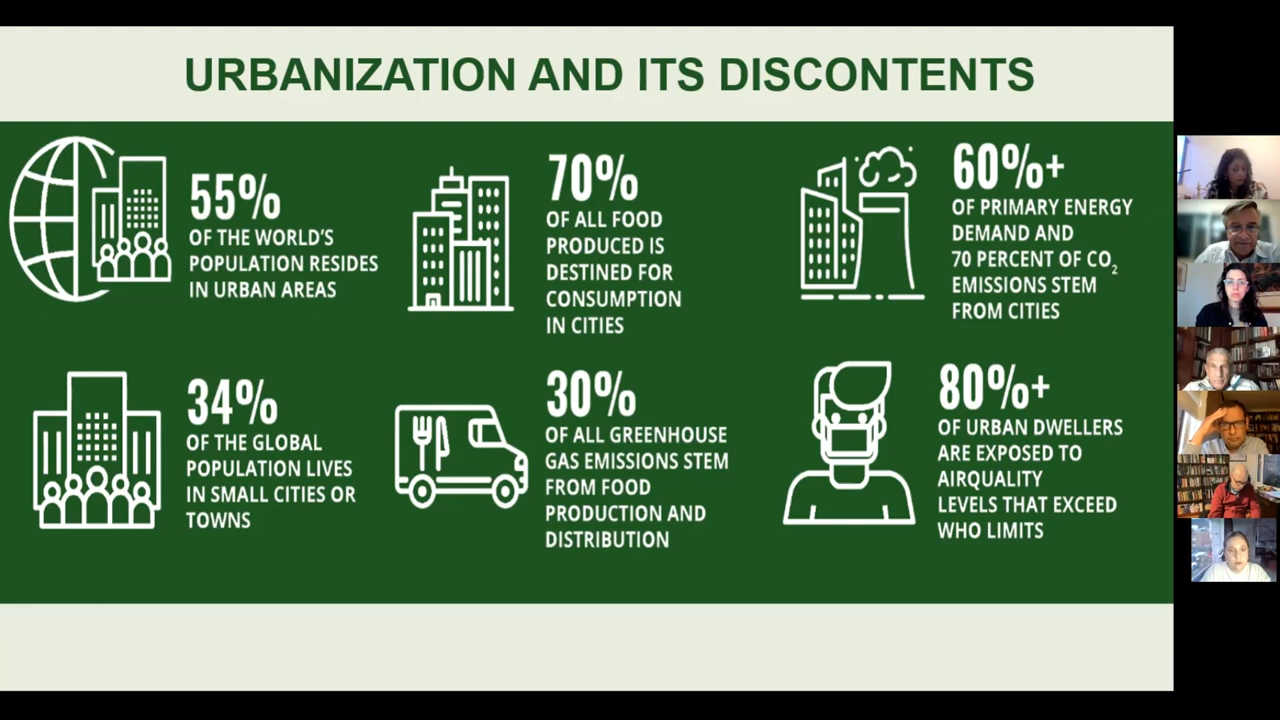 URBANIZATION AND ITS DISCONTENTS
55%
OF THE WORLD'S
POPULATION RESIDES
IN URBAN AREAS
70%
OF ALL FOOD
PRODUCED IS
DESTINED FOR
CONSUMPTION
IN CITIES
60%+
OF PRIMARY ENERGY
DEMAND AND
70 PERCENT OF CO₂
EMISSIONS STEM
FROM CITIES
34%
OF THE GLOBAL
POPULATION LIVES
IN SMALL CITIES OR
TOWNS
30%
OF ALL GREENHOUSE
GAS EMISSIONS STEM
FROM FOOD
PRODUCTION AND
DISTRIBUTION
80%+
OF URBAN DWELLERS
ARE EXPOSED TO
AIRQUALITY
LEVELS THAT EXCEED
WHO LIMITS